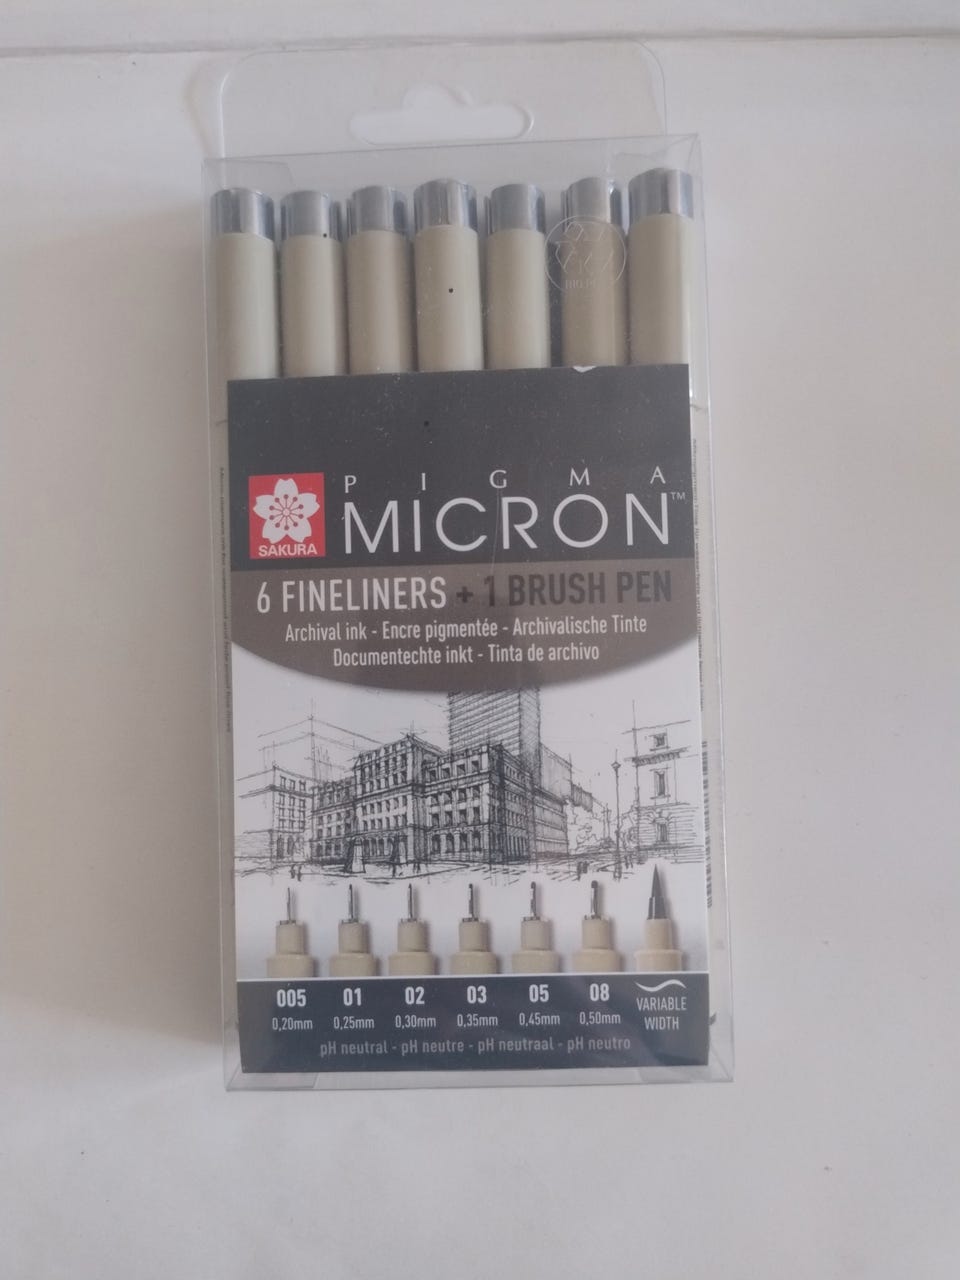 PIGMA
MICRON™
SAKURA
6 FINELINERS + 1 BRUSH PEN
Archival ink - Encre pigmentée - Archivalische Tinte
Documentechte inkt - Tinta de archivo
005 01 02 03 05 08 VARIABLE WIDTH
0,20mm 0,25mm 0,30mm 0,35mm 0,45mm 0,50mm
pH neutral - pH neutre - pH neutraal - pH neutro